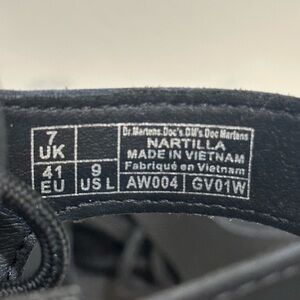 7
UK
41
EU
9
US L
Dr.Martens.Doc's.DM's.Doc Martens
NARTILLA
MADE IN VIETNAM
Fabriqué en Vietnam
AW004 GV01W